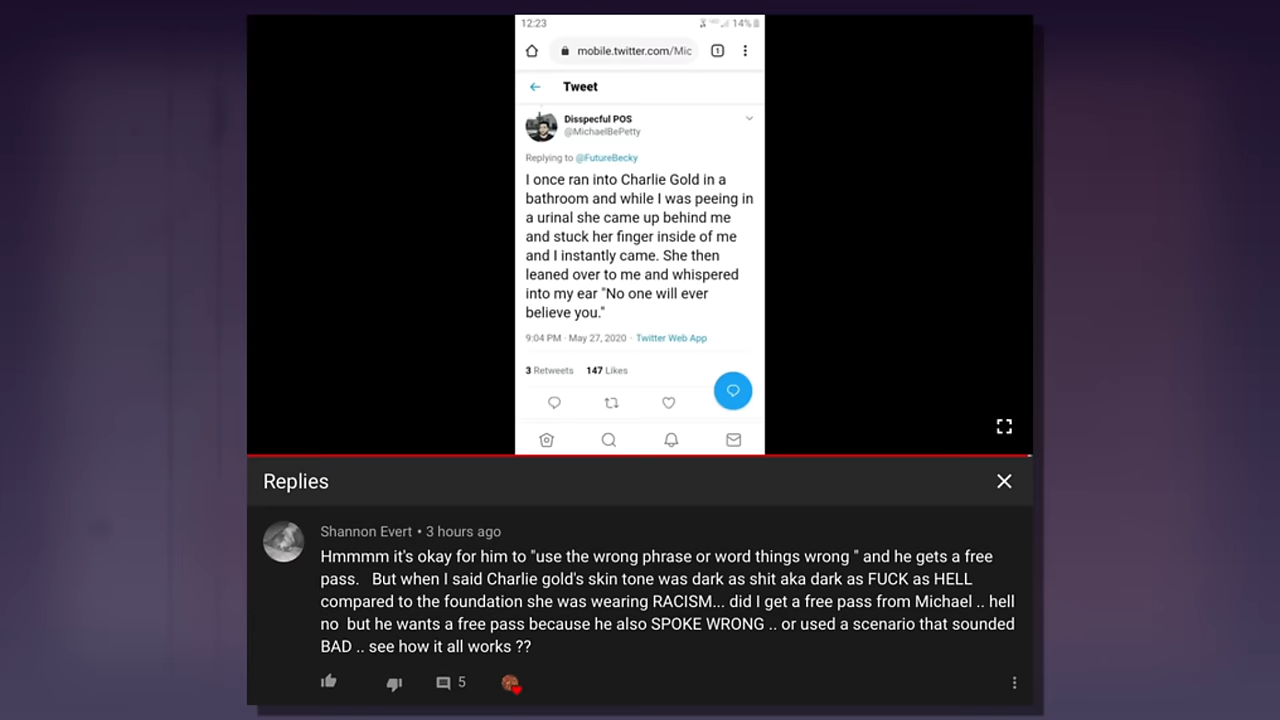 12:23
14%
mobile.twitter.com/Mic
1
Tweet
Disspecful POS
@MichaelBePetty
Replying to @FutureBecky
I once ran into Charlie Gold in a
bathroom and while I was peeing in
a urinal she came up behind me
and stuck her finger inside of me
and I instantly came. She then
leaned over to me and whispered
into my ear "No one will ever
believe you."
9:04 PM · May 27, 2020 · Twitter Web App
3 Retweets 147 Likes
Replies
Shannon Evert • 3 hours ago
Hmmmm it's okay for him to "use the wrong phrase or word things wrong " and he gets a free
pass. But when I said Charlie gold's skin tone was dark as shit aka dark as FUCK as HELL
compared to the foundation she was wearing RACISM... did I get a free pass from Michael .. hell
no but he wants a free pass because he also SPOKE WRONG .. or used a scenario that sounded
BAD .. see how it all works ??
5